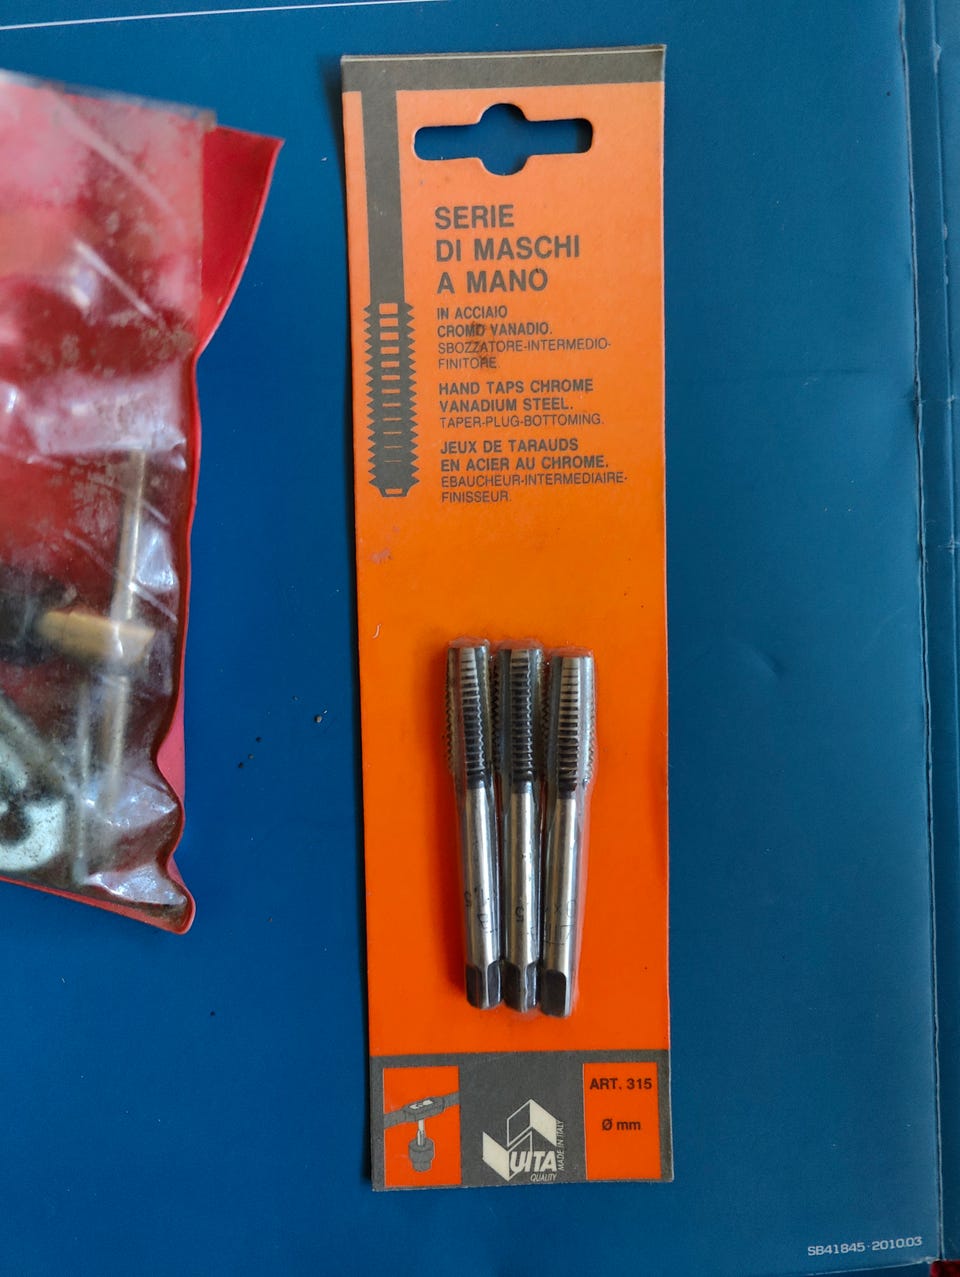 SERIE
DI MASCHI
A MANO
IN ACCIAIO
CROMO VANADIO.
SBOZZATORE-INTERMEDIO-
FINITORE.
HAND TAPS CHROME
VANADIUM STEEL.
TAPER-PLUG-BOTTOMING.
JEUX DE TARAUDS
EN ACIER AU CHROME.
EBAUCHEUR-INTERMEDIAIRE-
FINISSEUR.
ART. 315
Ø mm
UITA
QUALITY
MADE IN ITALY
SB41845-2010.03